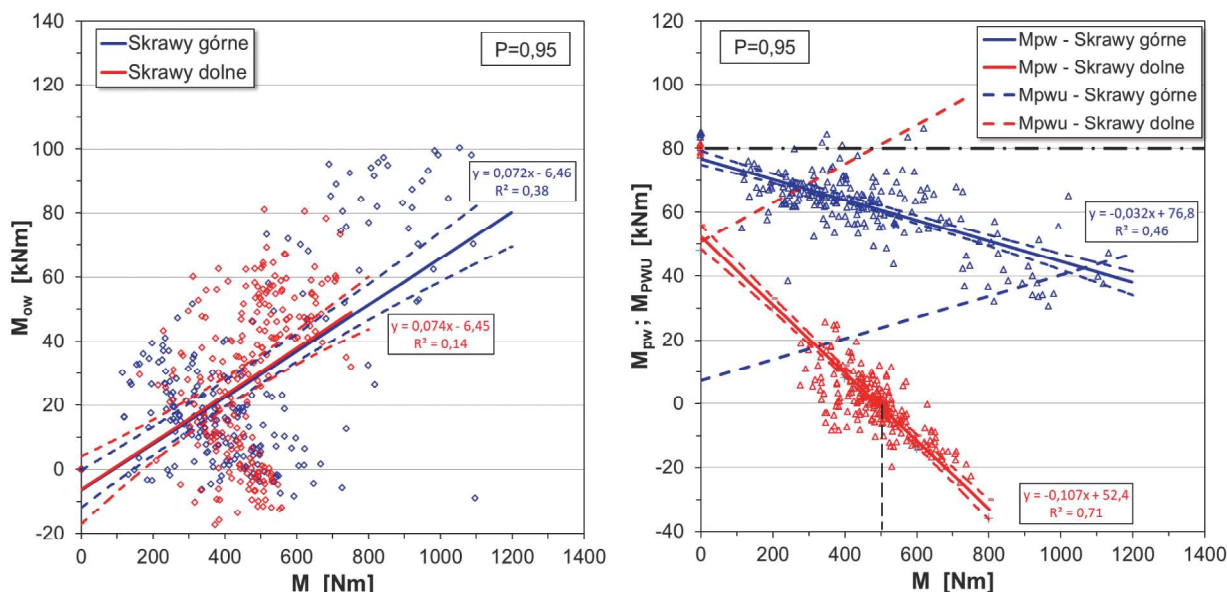 140
120
100
80
60
40
20
0
-20
M_ow [kNm]
Skrawy górne
Skrawy dolne
P=0,95
y = 0,072x - 6,46
R² = 0,38
y = 0,074x - 6,45
R² = 0,14
0 200 400 600 800 1000 1200 1400
M [Nm]
120
100
80
60
40
20
0
-20
-40
M_pw ; M_PWU [kNm]
P=0,95
Mpw - Skrawy górne
Mpw - Skrawy dolne
Mpwu - Skrawy górne
Mpwu - Skrawy dolne
y = -0,032x + 76,8
R² = 0,46
y = -0,107x + 52,4
R² = 0,71
0 200 400 600 800 1000 1200 1400
M [Nm]